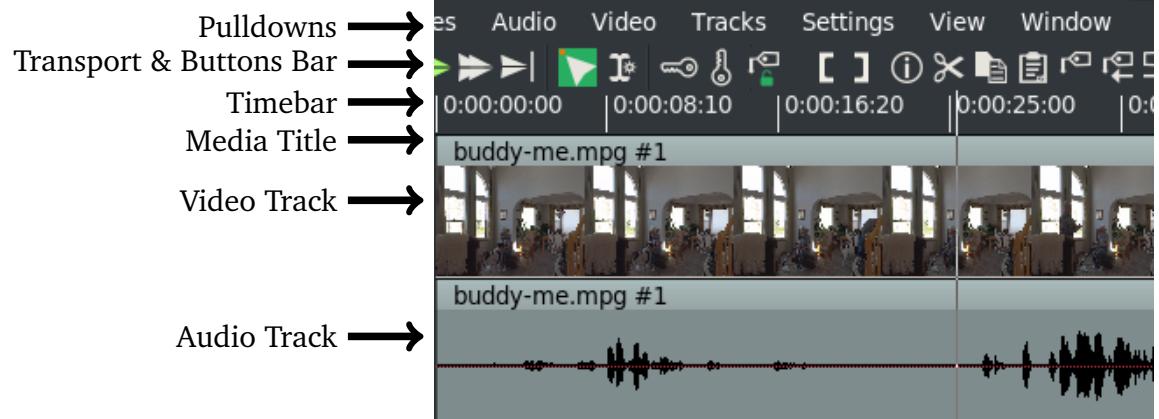 Pulldowns
es Audio Video Tracks Settings View Window
Transport & Buttons Bar
Timebar
0:00:00:00 0:00:08:10 0:00:16:20 0:00:25:00 0:0
Media Title
buddy-me.mpg #1
Video Track
buddy-me.mpg #1
Audio Track